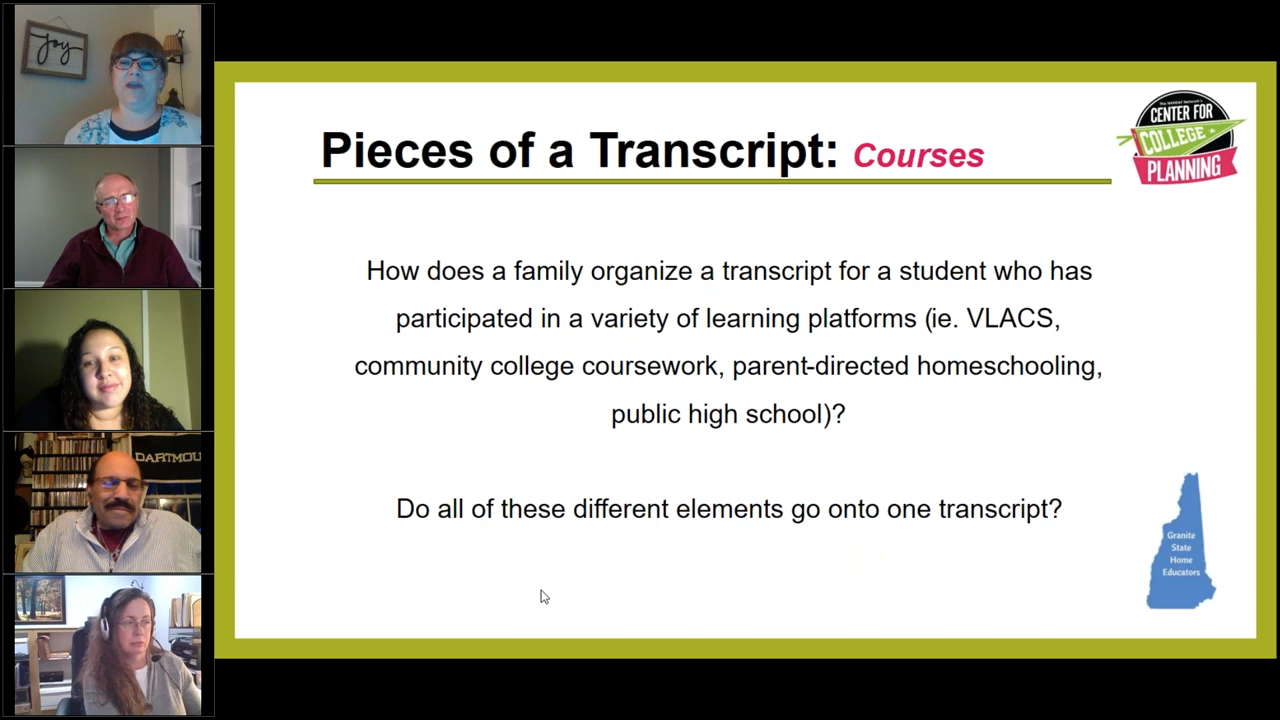 joy
DARTMOU
Pieces of a Transcript: Courses
CENTER FOR
COLLEGE
PLANNING
How does a family organize a transcript for a student who has
participated in a variety of learning platforms (ie. VLACS,
community college coursework, parent-directed homeschooling,
public high school)?
Do all of these different elements go onto one transcript?
Granite
State
Home
Educators